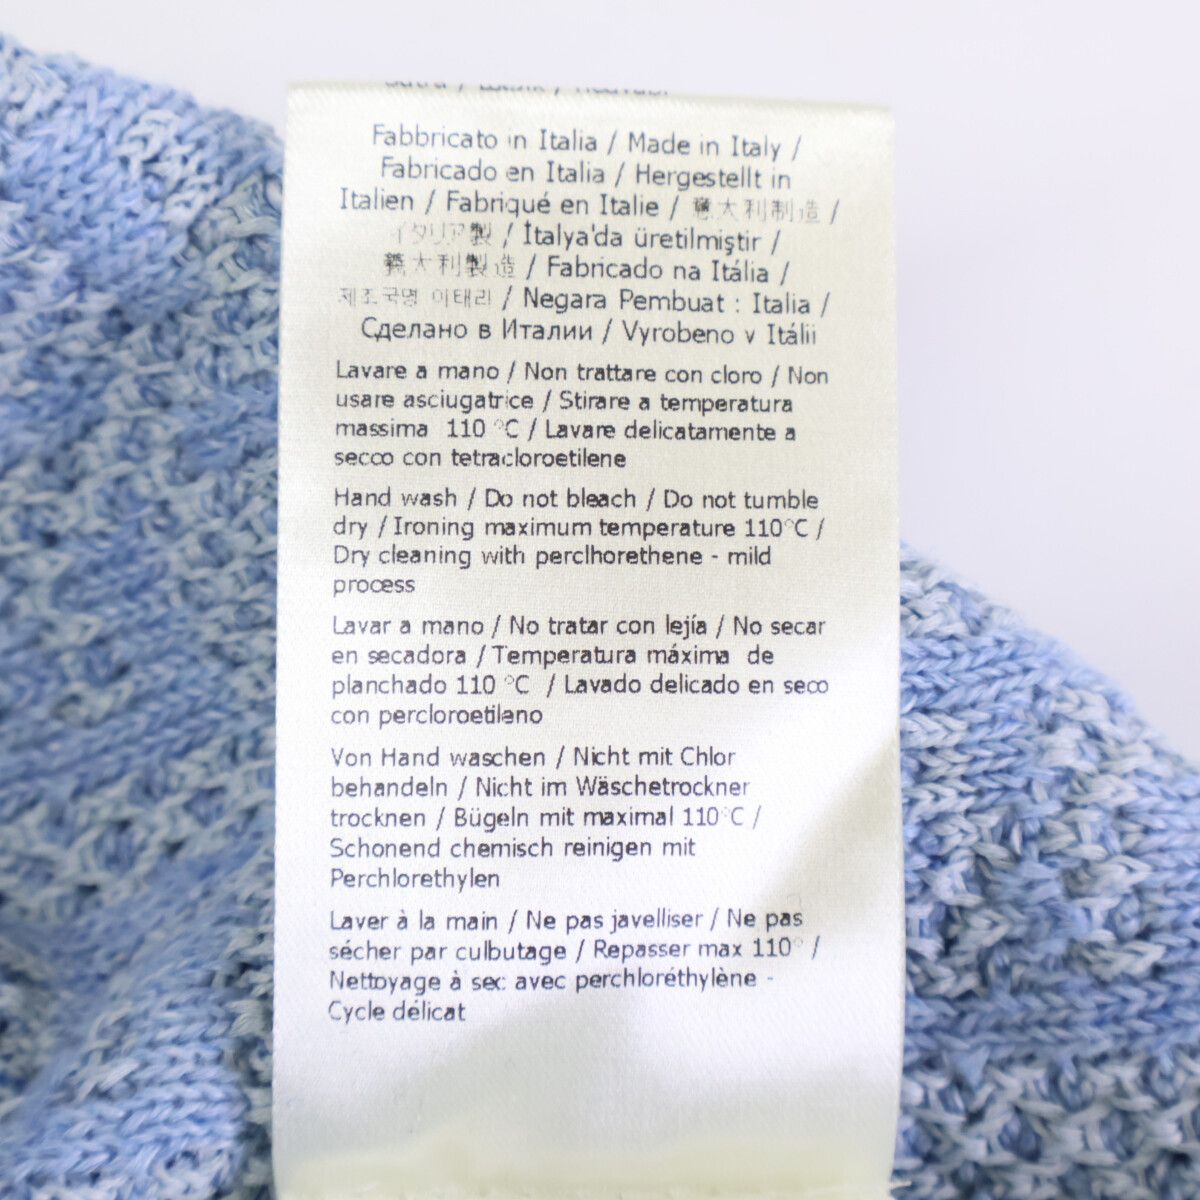 Fabbricato in Italia / Made in Italy /
Fabricado en Italia / Hergestellt in
Italien / Fabriqué en Italie / 意大利制造 /
イタリア製 / İtalya'da üretilmiştir /
義大利製造 / Fabricado na Itália /
제조국명 이태리 / Negara Pembuat : Italia /
Сделано в Италии / Vyrobeno v Itálii
Lavare a mano / Non trattare con cloro / Non
usare asciugatrice / Stirare a temperatura
massima 110 °C / Lavare delicatamente a
secco con tetracloroetilene
Hand wash / Do not bleach / Do not tumble
dry / Ironing maximum temperature 110°C /
Dry cleaning with perclhorethene - mild
process
Lavar a mano / No tratar con lejía / No secar
en secadora / Temperatura máxima de
planchado 110 °C / Lavado delicado en seco
con percloroetilano
Von Hand waschen / Nicht mit Chlor
behandeln / Nicht im Wäschetrockner
trocknen / Bügeln mit maximal 110°C /
Schonend chemisch reinigen mit
Perchlorethylen
Laver à la main / Ne pas javelliser / Ne pas
sécher par culbutage / Repasser max 110° /
Nettoyage à sec avec perchloréthylène -
Cycle délicat